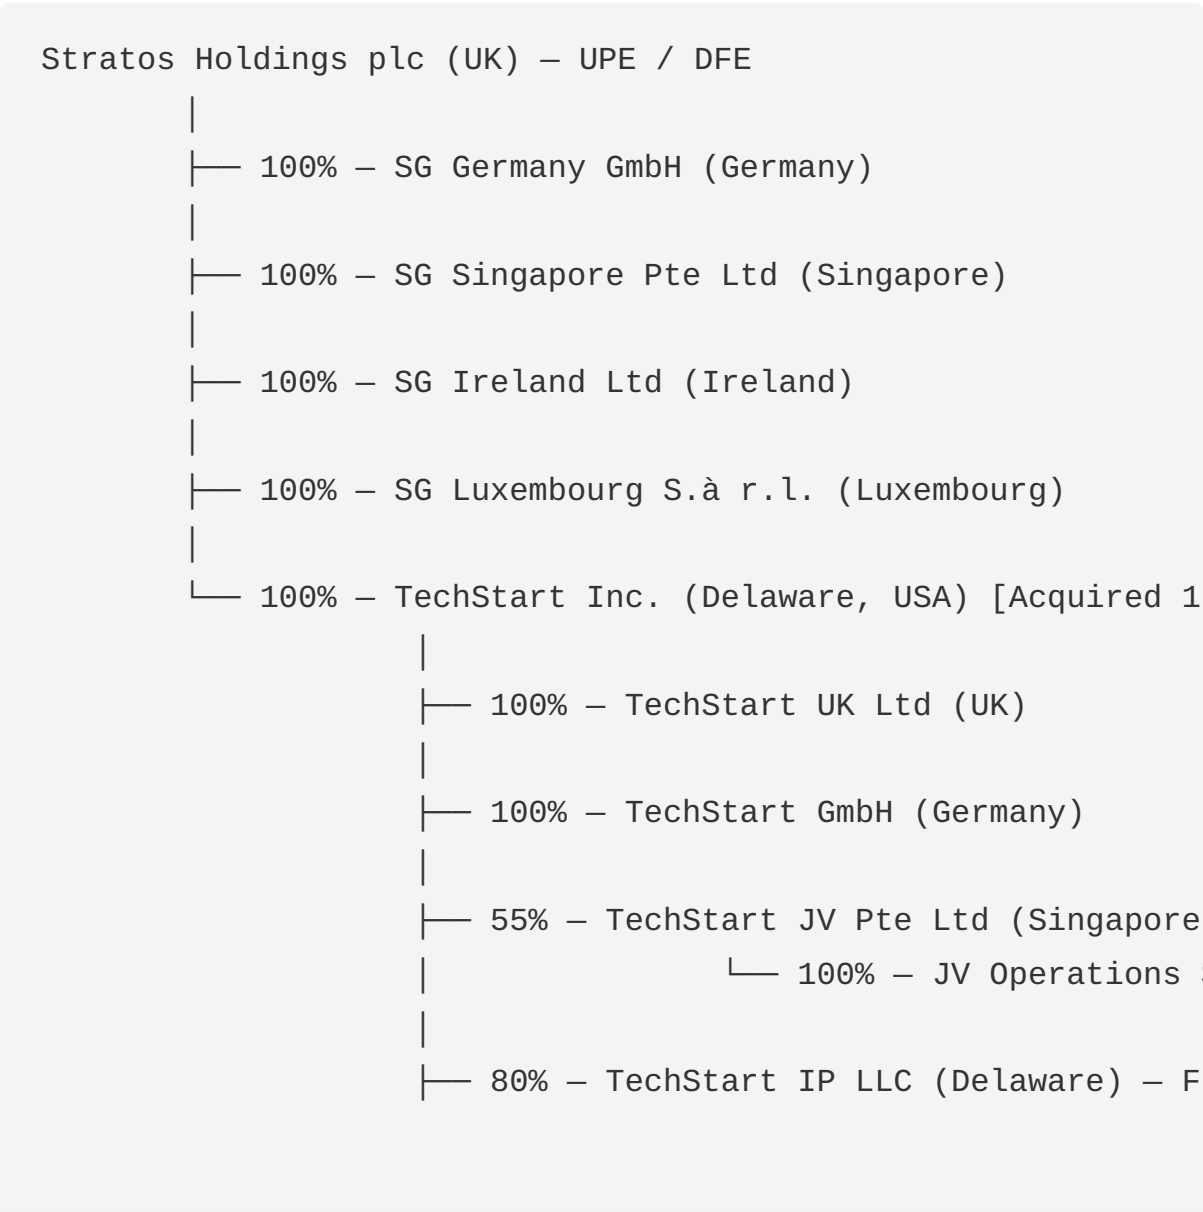 Stratos Holdings plc (UK) — UPE / DFE
│
├── 100% — SG Germany GmbH (Germany)
│
├── 100% — SG Singapore Pte Ltd (Singapore)
│
├── 100% — SG Ireland Ltd (Ireland)
│
├── 100% — SG Luxembourg S.à r.l. (Luxembourg)
│
└── 100% — TechStart Inc. (Delaware, USA) [Acquired 1
│
├── 100% — TechStart UK Ltd (UK)
│
├── 100% — TechStart GmbH (Germany)
│
├── 55% — TechStart JV Pte Ltd (Singapore
│ └── 100% — JV Operations
│
├── 80% — TechStart IP LLC (Delaware) — F